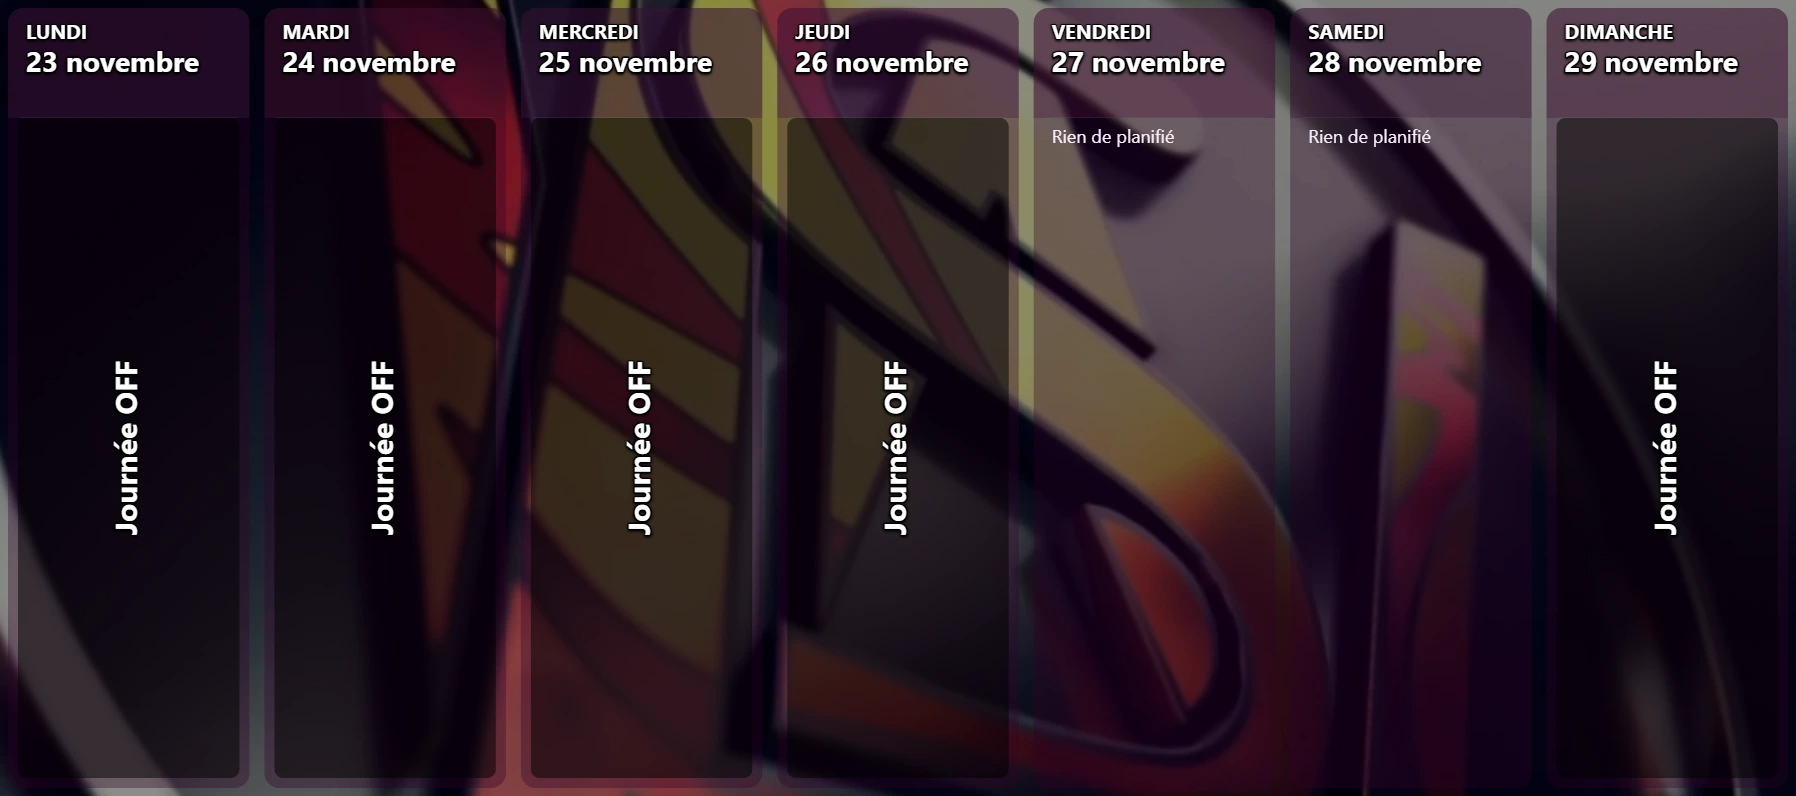 LUNDI
23 novembre
Journée OFF
MARDI
24 novembre
Journée OFF
MERCREDI
25 novembre
Journée OFF
JEUDI
26 novembre
Journée OFF
VENDREDI
27 novembre
Rien de planifié
SAMEDI
28 novembre
Rien de planifié
DIMANCHE
29 novembre
Journée OFF